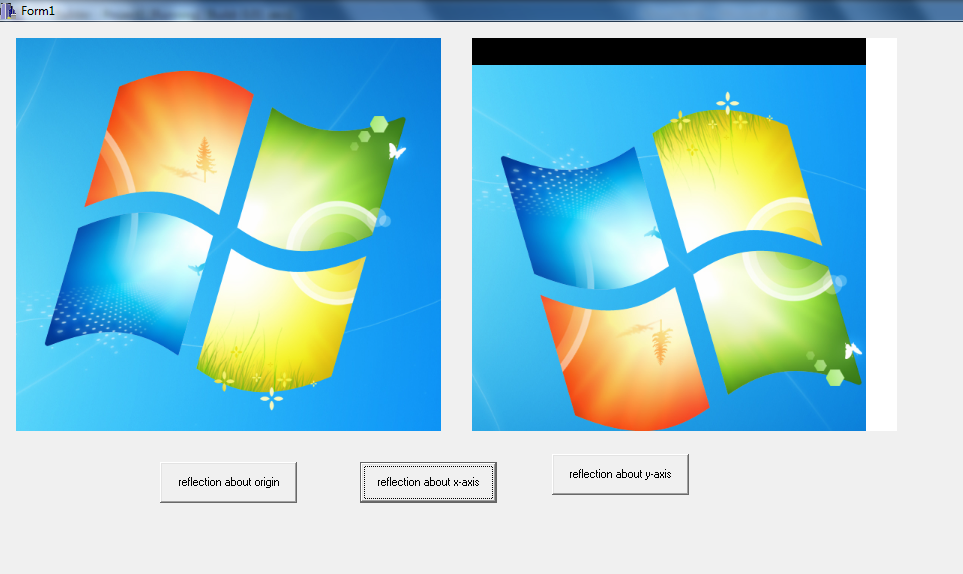 Form1
reflection about origin
reflection about x-axis
reflection about y-axis